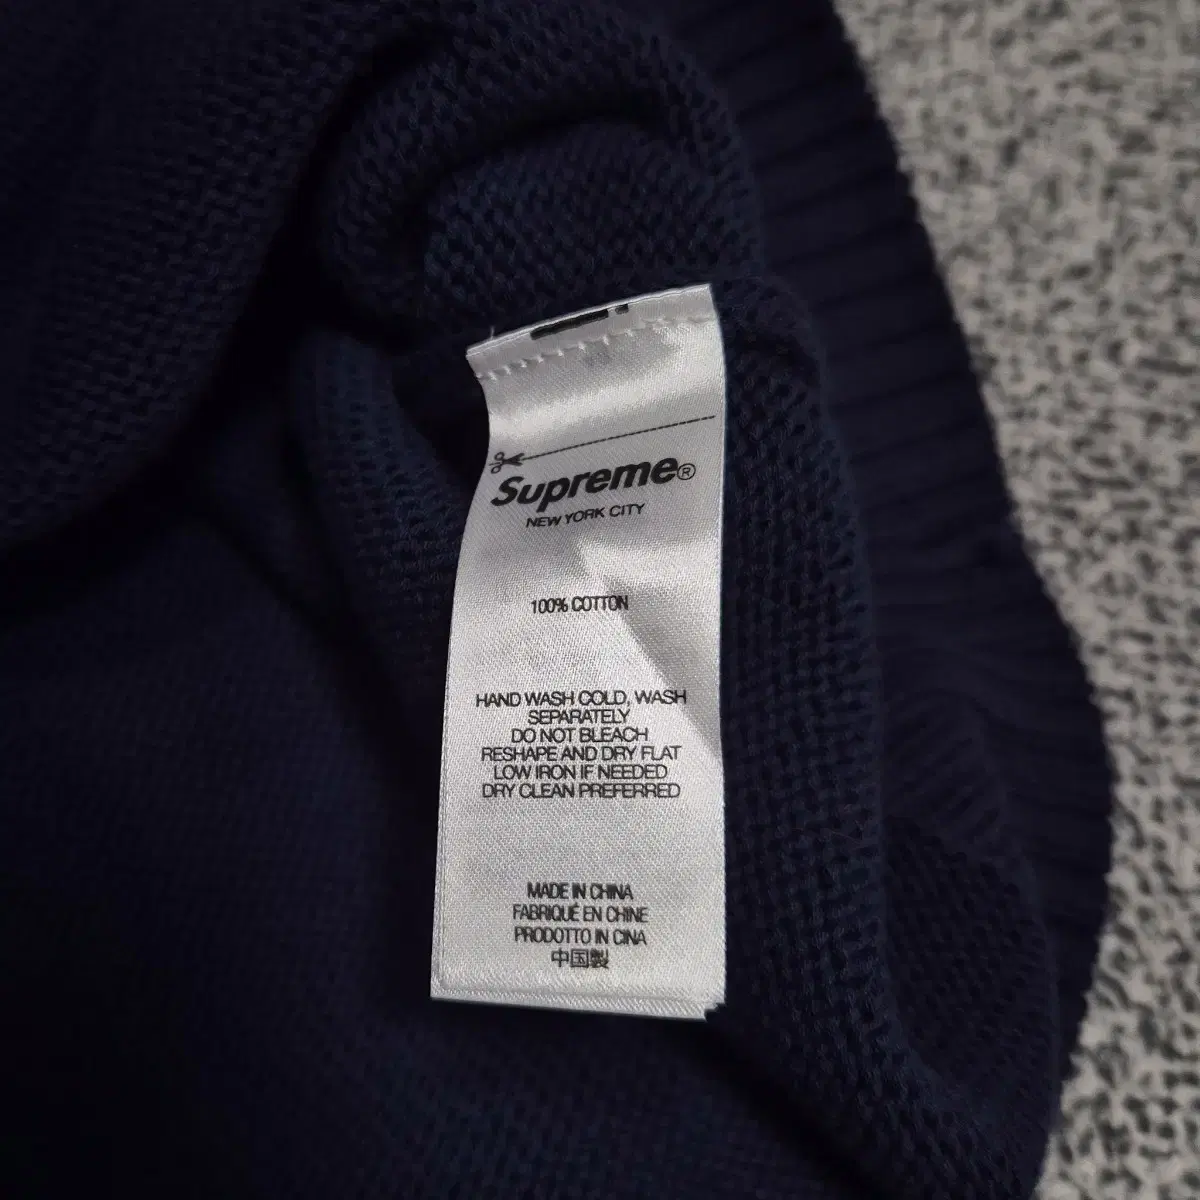 Supreme®
NEW YORK CITY
100% COTTON
HAND WASH COLD, WASH
SEPARATELY
DO NOT BLEACH
RESHAPE AND DRY FLAT
LOW IRON IF NEEDED
DRY CLEAN PREFERRED
MADE IN CHINA
FABRIQUÉ EN CHINE
PRODOTTO IN CINA
中国製